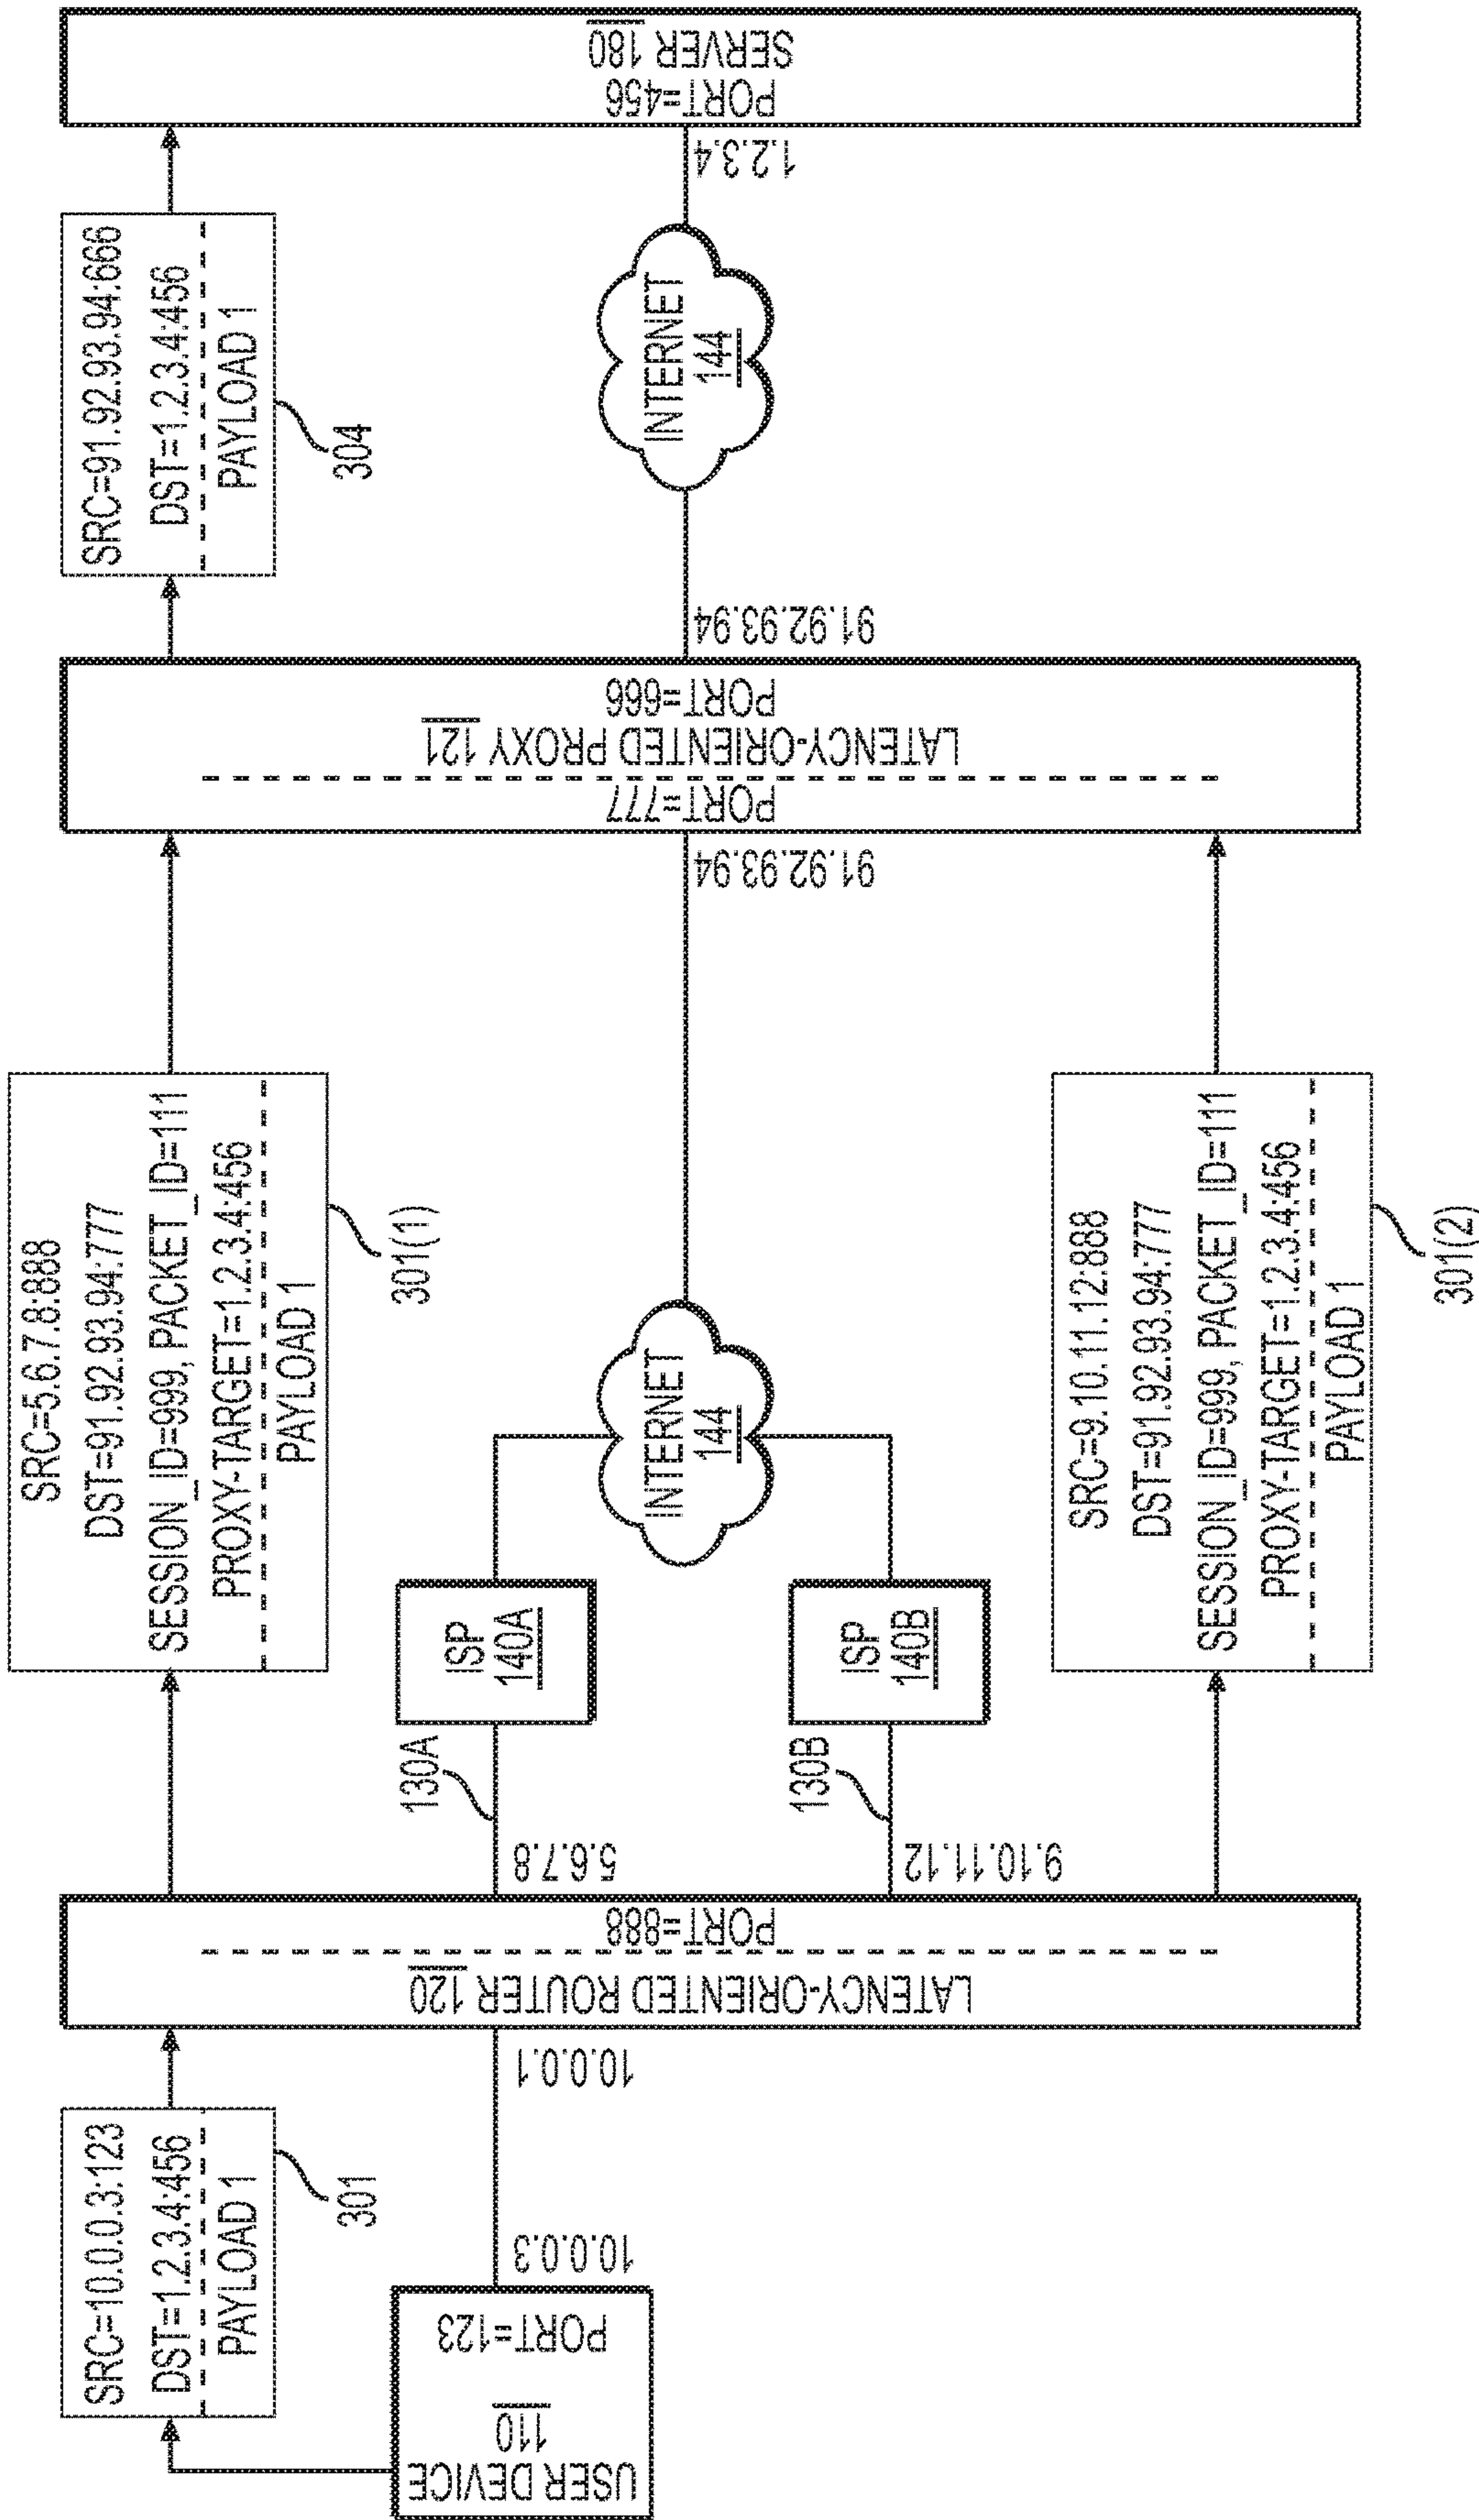 SRC=10.0.0.3:123
DST=1.2.3.4:456
PAYLOAD 1
301
USER DEVICE
110
PORT=123
10.0.0.3
10.0.0.1
LATENCY-ORIENTED ROUTER 120
PORT=888
5.6.7.8
9.10.11.12
130A
130B
ISP
140A
ISP
140B
SRC=5.6.7.8:888
DST=91.92.93.94:777
SESSION_ID=999, PACKET_ID=111
PROXY-TARGET=1.2.3.4:456
PAYLOAD 1
301(1)
INTERNET
144
SRC=9.10.11.12:888
DST=91.92.93.94:777
SESSION_ID=999, PACKET_ID=111
PROXY-TARGET=1.2.3.4:456
PAYLOAD 1
301(2)
91.92.93.94
PORT=777
LATENCY-ORIENTED PROXY 121
PORT=666
91.92.93.94
SRC=91.92.93.94:666
DST=1.2.3.4:456
PAYLOAD 1
304
INTERNET
144
1.2.3.4
PORT=456
SERVER 180